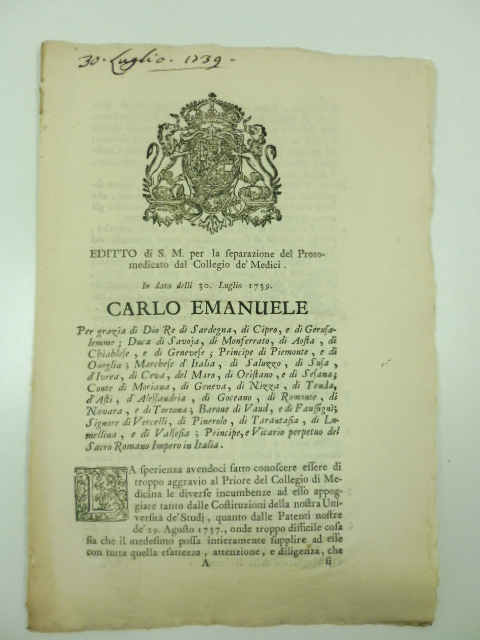 30. Luglio. 1739.
EDITTO di S. M. per la separazione del Proto-
medicato dal Collegio de' Medici.
In data delli 30. Luglio 1739.
CARLO EMANUELE
Per grazia di Dio Re di Sardegna, di Cipro, e di Gerusa-
lemme; Duca di Savoja, di Monferrato, di Aosta, di
Chiablese, e di Genevese; Principe di Piemonte, e di
Oneglia; Marchese d'Italia, di Saluzzo, di Susa,
d'Ivrea, di Ceva, del Maro, di Oristano, e di Sesana;
Conte di Moriana, di Geneva, di Nizza, di Tenda,
d'Asti, d'Alessandria, di Goceano, di Romonte, di
Novara, e di Tortona; Barone di Vaud, e di Faussignì;
Signore di Vercelli, di Pinerolo, di Tarantasia, di Lu-
mellina, e di Valsesia; Principe, e Vicario perpetuo del
Sacro Romano Impero in Italia.
LA sperienza avendoci fatto conoscere essere di
troppo aggravio al Priore del Collegio di Me-
dicina le diverse incumbenze ad esso appog-
giate tanto dalle Costituzioni della nostra Uni-
versità de' Studj, quanto dalle Patenti nostre
de' 29. Agosto 1737., onde troppo difficile cosa
sia che il medesimo possa intieramente supplire ad esse
con tutta quella esattezza, attenzione, e diligenza, che
A si